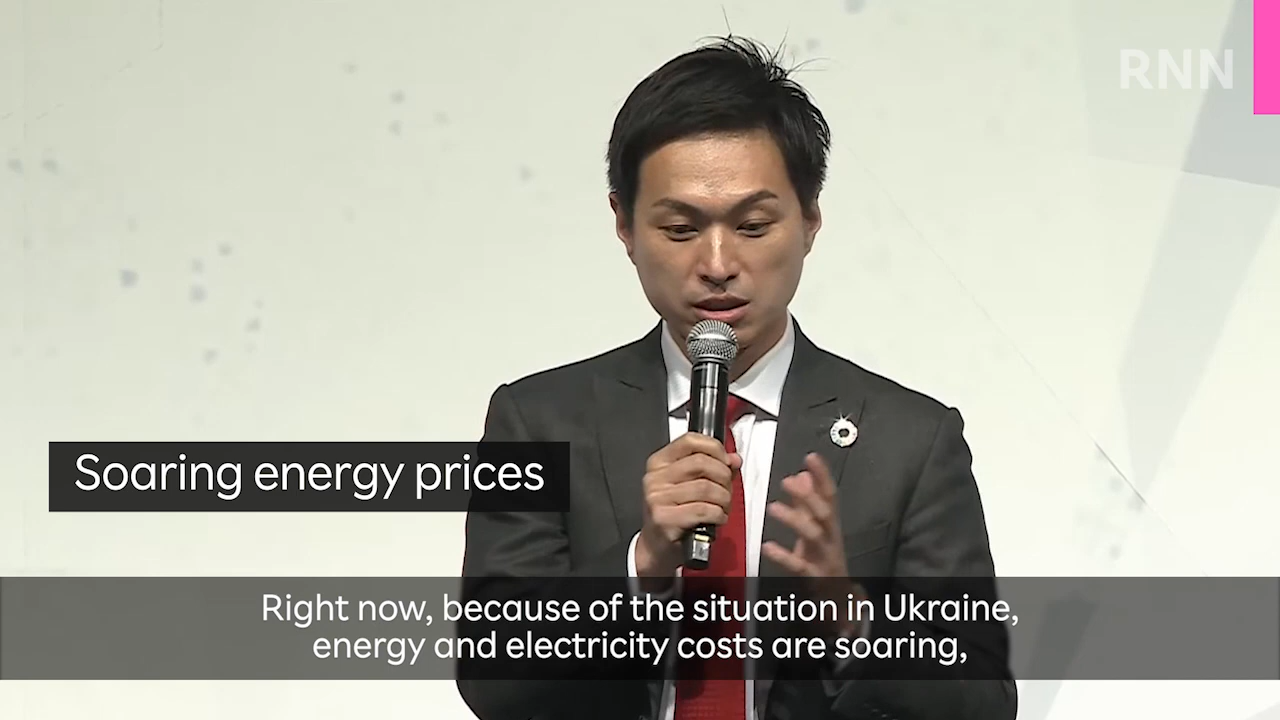 RNN
Soaring energy prices
Right now, because of the situation in Ukraine,
energy and electricity costs are soaring,